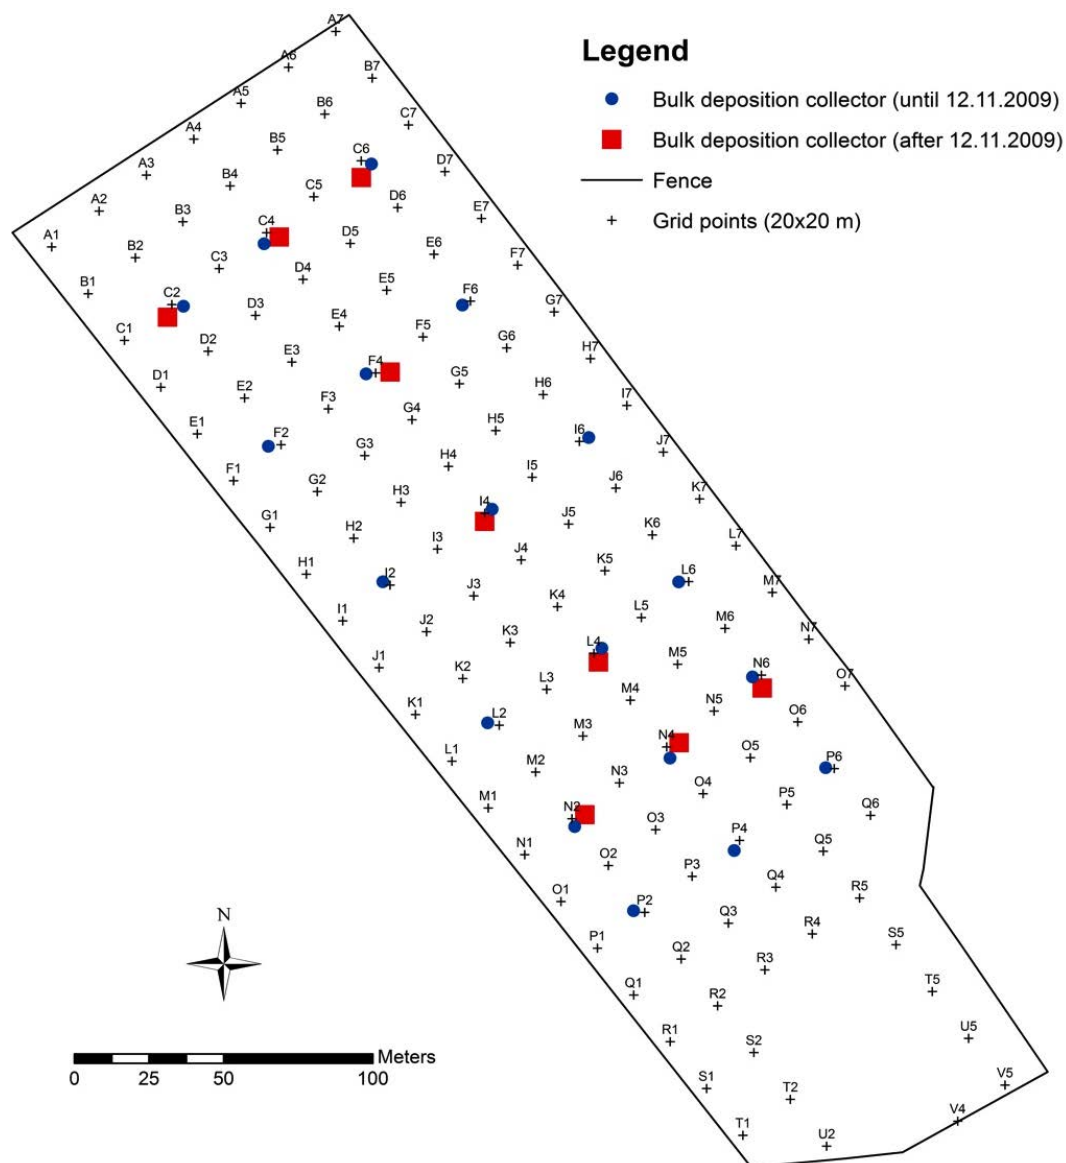 Legend
Bulk deposition collector (until 12.11.2009)
Bulk deposition collector (after 12.11.2009)
Fence
Grid points (20x20 m)
A7
A6
B7
A5
B6
C7
A4
B5
C6
D7
A3
B4
C5
D6
E7
A2
B3
C4
D5
E6
F7
A1
B2
C3
D4
E5
F6
G7
B1
C2
D3
E4
F5
G6
H7
C1
D2
E3
F4
G5
H6
I7
D1
E2
F3
G4
H5
I6
J7
E1
F2
G3
H4
I5
J6
K7
F1
G2
H3
I4
J5
K6
L7
G1
H2
I3
J4
K5
L6
M7
H1
I2
J3
K4
L5
M6
N7
I1
J2
K3
L4
M5
N6
O7
J1
K2
L3
M4
N5
O6
K1
L2
M3
N4
O5
P6
L1
M2
N3
O4
P5
Q6
M1
N2
O3
P4
Q5
N1
O2
P3
Q4
R5
O1
P2
Q3
R4
S5
P1
Q2
R3
T5
Q1
R2
U5
R1
S2
V5
S1
T2
V4
T1
U2
N
Meters
0 25 50 100